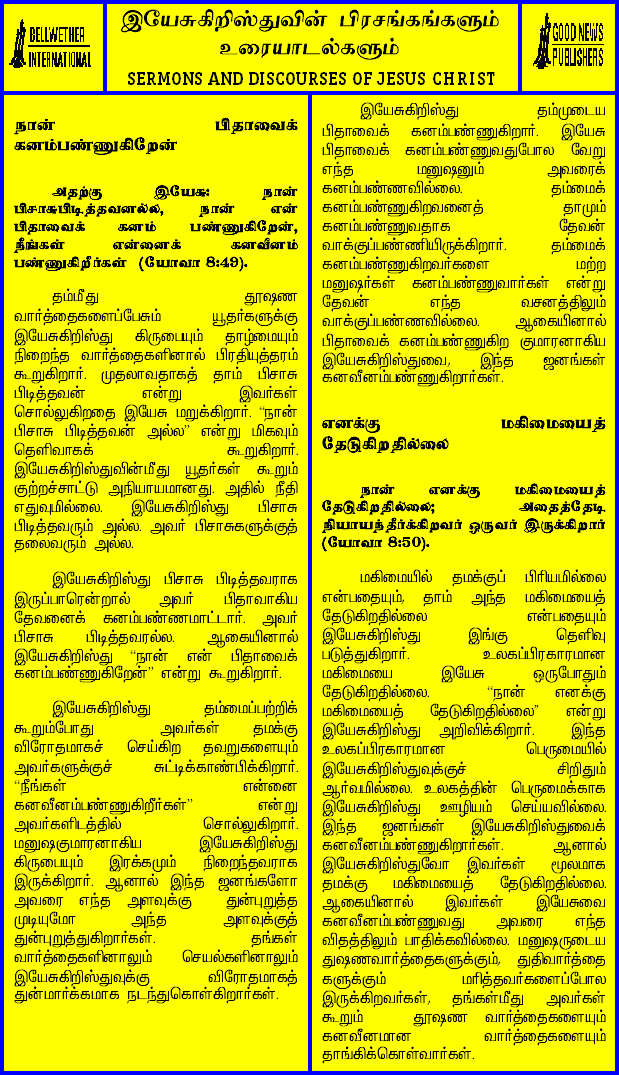 BELLWETHER
INTERNATIONAL
இயேசுகிறிஸ்துவின் பிரசங்கங்களும்
உரையாடல்களும்
SERMONS AND DISCOURSES OF JESUS CHRIST
GOOD NEWS
PUBLISHERS
நான் பிதாவைக்
கனம்பண்ணுகிறேன்
அதற்கு இயேசு: நான்
பிசாசுபிடித்தவனல்ல, நான் என்
பிதாவைக் கனம் பண்ணுகிறேன்,
நீங்கள் என்னைக் கனவீனம்
பண்ணுகிறீர்கள் (யோவா 8:49).
தம்மீது தூஷண
வார்த்தைகளைப்பேசும் யூதர்களுக்கு
இயேசுகிறிஸ்து கிருபையும் தாழ்மையும்
நிறைந்த வார்த்தைகளினால் பிரதியுத்தரம்
கூறுகிறார். முதலாவதாகத் தாம் பிசாசு
பிடித்தவன் என்று இவர்கள்
சொல்லுகிறதை இயேசு மறுக்கிறார். “நான்
பிசாசு பிடித்தவன் அல்ல” என்று மிகவும்
தெளிவாகக் கூறுகிறார்.
இயேசுகிறிஸ்துவின்மீது யூதர்கள் கூறும்
குற்றச்சாட்டு அநியாயமானது. அதில் நீதி
எதுவுமில்லை. இயேசுகிறிஸ்து பிசாசு
பிடித்தவரும் அல்ல. அவர் பிசாசுகளுக்குத்
தலைவரும் அல்ல.
இயேசுகிறிஸ்து பிசாசு பிடித்தவராக
இருப்பாரென்றால் அவர் பிதாவாகிய
தேவனைக் கனம்பண்ணமாட்டார். அவர்
பிசாசு பிடித்தவரல்ல. ஆகையினால்
இயேசுகிறிஸ்து “நான் என் பிதாவைக்
கனம்பண்ணுகிறேன்” என்று கூறுகிறார்.
இயேசுகிறிஸ்து தம்மைப்பற்றிக்
கூறும்போது அவர்கள் தமக்கு
விரோதமாகச் செய்கிற தவறுகளையும்
அவர்களுக்குச் சுட்டிக்காண்பிக்கிறார்.
“நீங்கள் என்னை
கனவீனம்பண்ணுகிறீர்கள்” என்று
அவர்களிடத்தில் சொல்லுகிறார்.
மனுஷகுமாரனாகிய இயேசுகிறிஸ்து
கிருபையும் இரக்கமும் நிறைந்தவராக
இருக்கிறார். ஆனால் இந்த ஜனங்களோ
அவரை எந்த அளவுக்கு துன்புறுத்த
முடியுமோ அந்த அளவுக்குத்
துன்புறுத்துகிறார்கள். தங்கள்
வார்த்தைகளினாலும் செயல்களினாலும்
இயேசுகிறிஸ்துவுக்கு விரோதமாகத்
துன்மார்க்கமாக நடந்துகொள்கிறார்கள்.
இயேசுகிறிஸ்து தம்முடைய
பிதாவைக் கனம்பண்ணுகிறார். இயேசு
பிதாவைக் கனம்பண்ணுவதுபோல வேறு
எந்த மனுஷனும் அவரைக்
கனம்பண்ணவில்லை. தம்மைக்
கனம்பண்ணுகிறவனைத் தாமும்
கனம்பண்ணுவதாக தேவன்
வாக்குப்பண்ணியிருக்கிறார். தம்மைக்
கனம்பண்ணுகிறவர்களை மற்ற
மனுஷர்கள் கனம்பண்ணுவார்கள் என்று
தேவன் எந்த வசனத்திலும்
வாக்குப்பண்ணவில்லை. ஆகையினால்
பிதாவைக் கனம்பண்ணுகிற குமாரனாகிய
இயேசுகிறிஸ்துவை, இந்த ஜனங்கள்
கனவீனம்பண்ணுகிறார்கள்.
எனக்கு மகிமையைத்
தேடுகிறதில்லை
நான் எனக்கு மகிமையைத்
தேடுகிறதில்லை; அதைத்தேடி
நியாயந்தீர்க்கிறவர் ஒருவர் இருக்கிறார்
(யோவா 8:50).
மகிமையில் தமக்குப் பிரியமில்லை
என்பதையும், தாம் அந்த மகிமையைத்
தேடுகிறதில்லை என்பதையும்
இயேசுகிறிஸ்து இங்கு தெளிவு
படுத்துகிறார். உலகப்பிரகாரமான
மகிமையை இயேசு ஒருபோதும்
தேடுகிறதில்லை. “நான் எனக்கு
மகிமையைத் தேடுகிறதில்லை” என்று
இயேசுகிறிஸ்து அறிவிக்கிறார். இந்த
உலகப்பிரகாரமான பெருமையில்
இயேசுகிறிஸ்துவுக்குச் சிறிதும்
ஆர்வமில்லை. உலகத்தின் பெருமைக்காக
இயேசுகிறிஸ்து ஊழியம் செய்யவில்லை.
இந்த ஜனங்கள் இயேசுகிறிஸ்துவைக்
கனவீனம்பண்ணுகிறார்கள். ஆனால்
இயேசுகிறிஸ்துவோ இவர்கள் மூலமாக
தமக்கு மகிமையைத் தேடுகிறதில்லை.
ஆகையினால் இவர்கள் இயேசுவை
கனவீனம்பண்ணுவது அவரை எந்த
விதத்திலும் பாதிக்கவில்லை. மனுஷருடைய
துஷணவார்த்தைகளுக்கும், துதிவார்த்தை
களுக்கும் மரித்தவர்களைப்போல
இருக்கிறவர்கள், தங்கள்மீது அவர்கள்
கூறும் தூஷண வார்த்தைகளையும்
கனவீனமான வார்த்தைகளையும்
தாங்கிக்கொள்வார்கள்.